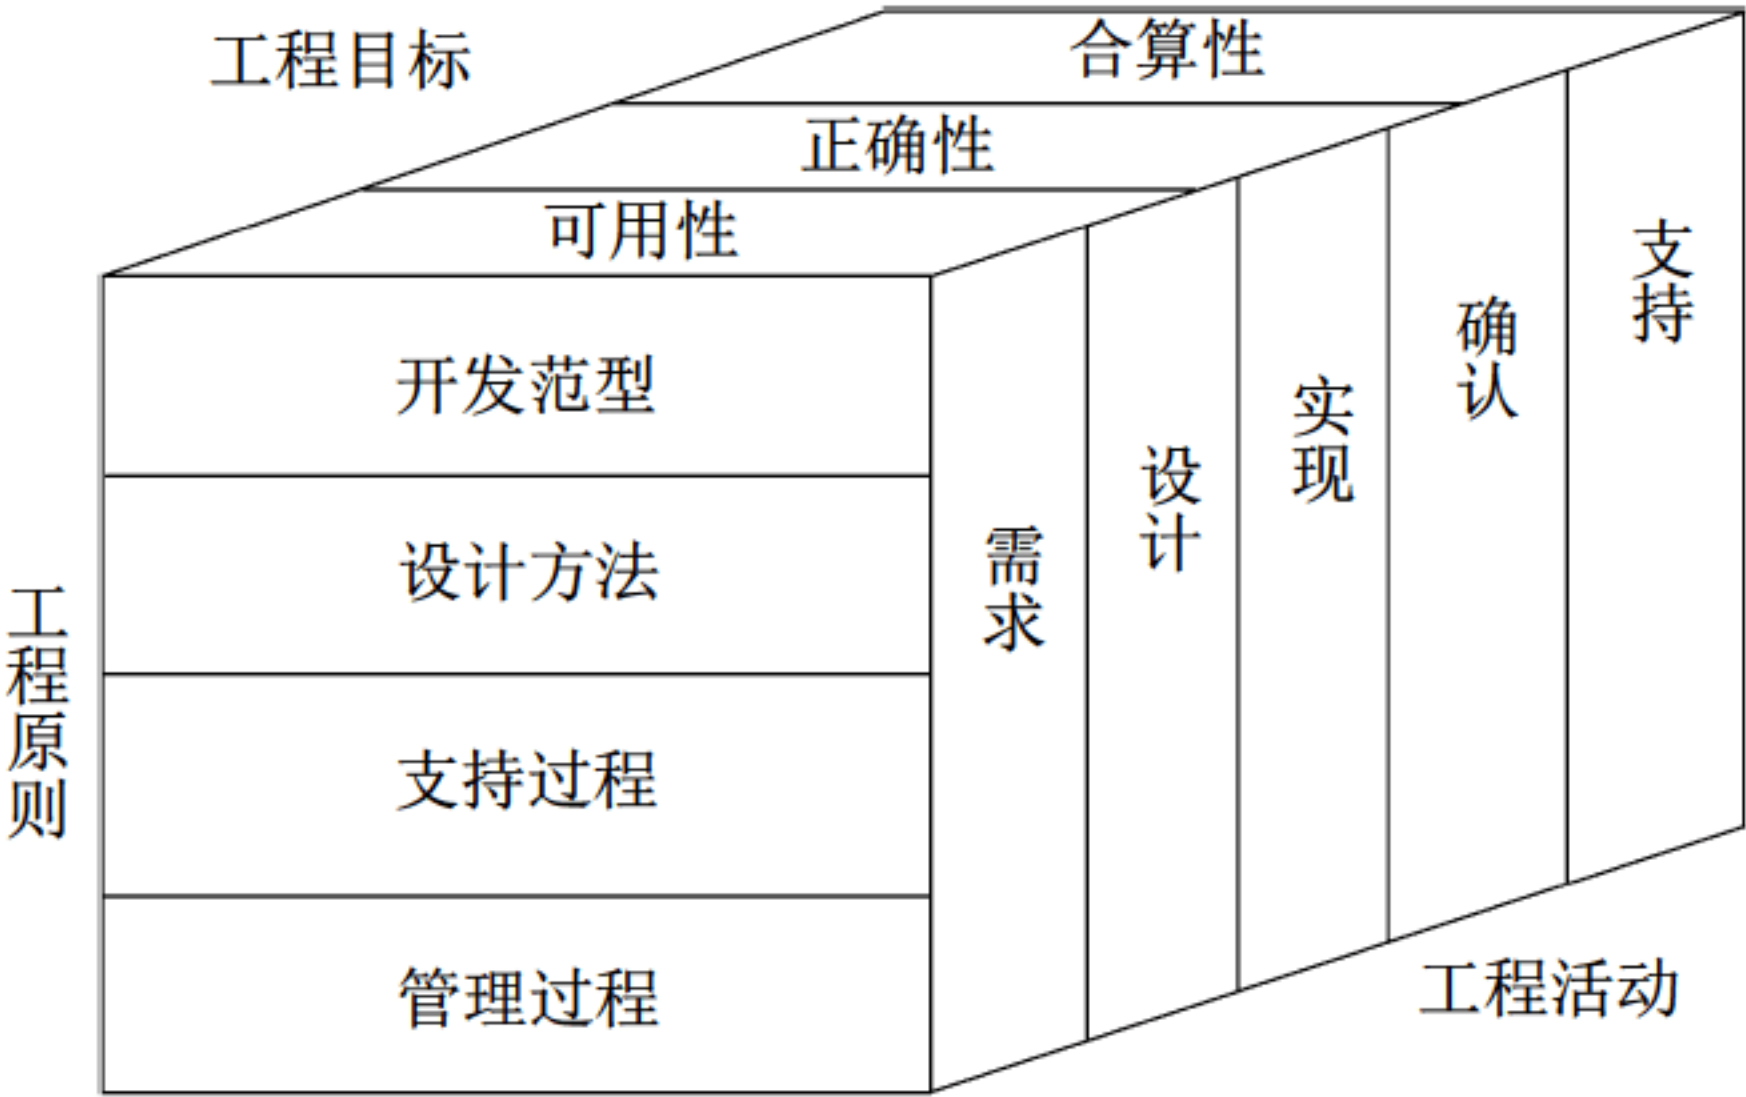 工程目标
合算性
正确性
可用性
工程原则
开发范型
设计方法
支持过程
管理过程
需求
设计
实现
确认
支持
工程活动